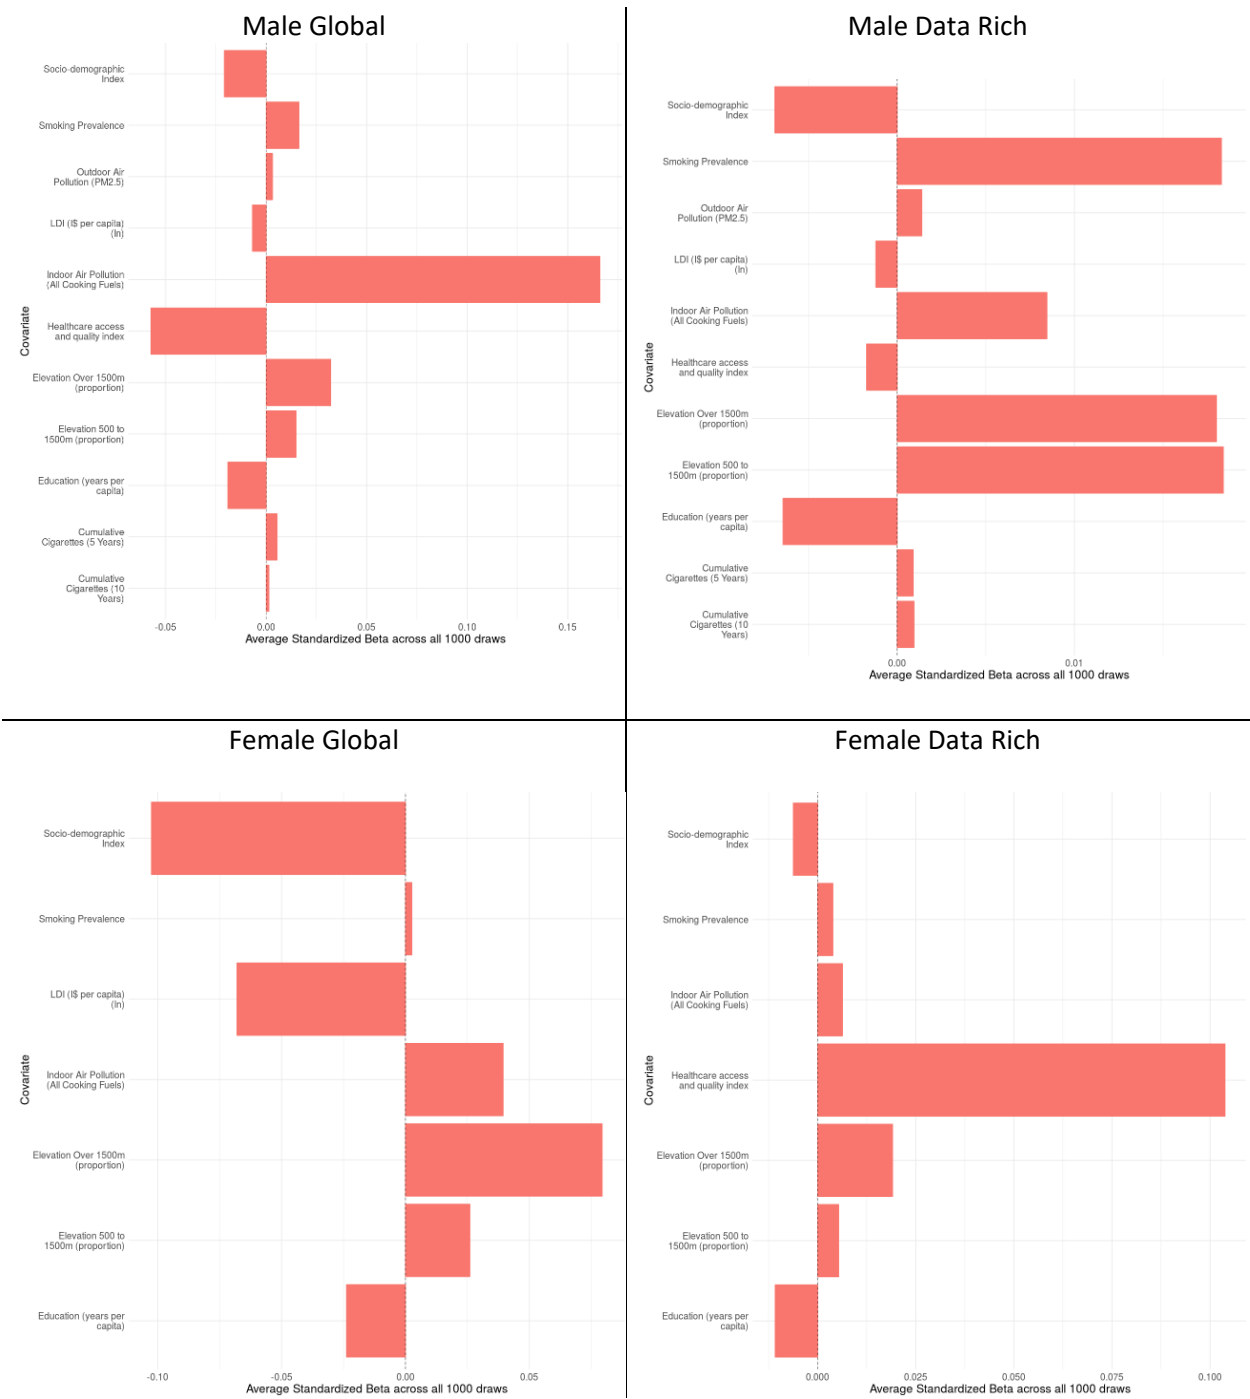 Male Global
Socio-demographic
Index
Smoking Prevalence
Outdoor Air
Pollution (PM2.5)
LDI (I$ per capita)
(ln)
Indoor Air Pollution
(All Cooking Fuels)
Healthcare access
and quality index
Elevation Over 1500m
(proportion)
Elevation 500 to
1500m (proportion)
Education (years per
capita)
Cumulative
Cigarettes (5 Years)
Cumulative
Cigarettes (10
Years)
Covariate
-0.05 0.00 0.05 0.10 0.15
Average Standardized Beta across all 1000 draws
Male Data Rich
Socio-demographic
Index
Smoking Prevalence
Outdoor Air
Pollution (PM2.5)
LDI (I$ per capita)
(ln)
Indoor Air Pollution
(All Cooking Fuels)
Healthcare access
and quality index
Elevation Over 1500m
(proportion)
Elevation 500 to
1500m (proportion)
Education (years per
capita)
Cumulative
Cigarettes (5 Years)
Cumulative
Cigarettes (10
Years)
Covariate
0.00 0.01
Average Standardized Beta across all 1000 draws
Female Global
Socio-demographic
Index
Smoking Prevalence
LDI (I$ per capita)
(ln)
Indoor Air Pollution
(All Cooking Fuels)
Elevation Over 1500m
(proportion)
Elevation 500 to
1500m (proportion)
Education (years per
capita)
Covariate
-0.10 -0.05 0.00 0.05
Average Standardized Beta across all 1000 draws
Female Data Rich
Socio-demographic
Index
Smoking Prevalence
Indoor Air Pollution
(All Cooking Fuels)
Healthcare access
and quality index
Elevation Over 1500m
(proportion)
Elevation 500 to
1500m (proportion)
Education (years per
capita)
Covariate
0.000 0.025 0.050 0.075 0.100
Average Standardized Beta across all 1000 draws